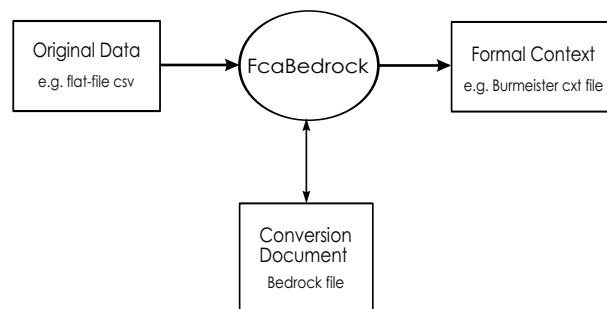 Original Data
e.g. flat-file csv
FcaBedrock
Formal Context
e.g. Burmeister cxt file
Conversion
Document
Bedrock file